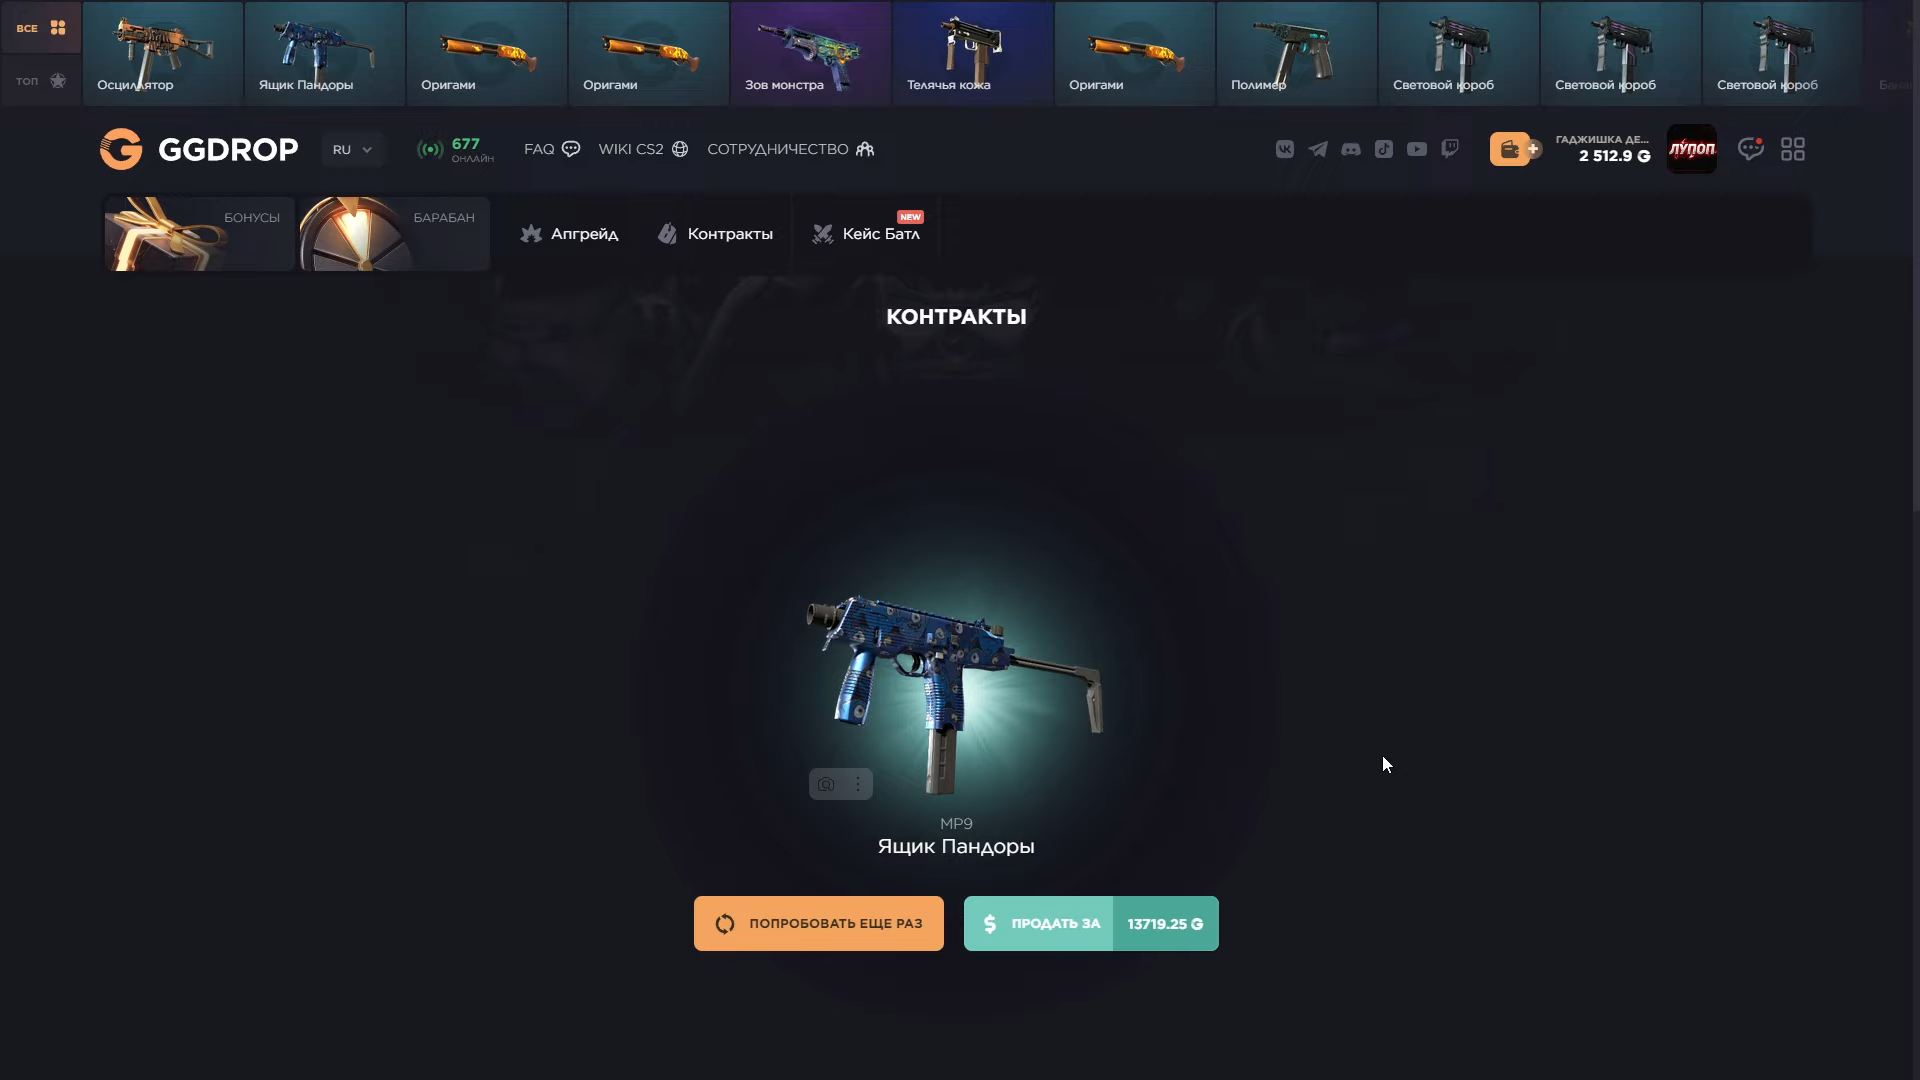 ВСЕ
ТОП
Осциллятор
Ящик Пандоры
Оригами
Оригами
Зов монстра
Телячья кожа
Оригами
Полимер
Световой короб
Световой короб
Световой короб
GGDROP
RU
677
ОНЛАЙН
FAQ
WIKI CS2
СОТРУДНИЧЕСТВО
ГАДЖИШКА ДЕ...
2 512.9 G
ЛУПОП
БОНУСЫ
БАРАБАН
Апгрейд
Контракты
Кейс Батл
NEW
КОНТРАКТЫ
MP9
Ящик Пандоры
ПОПРОБОВАТЬ ЕЩЕ РАЗ
$ ПРОДАТЬ ЗА
13719.25 G